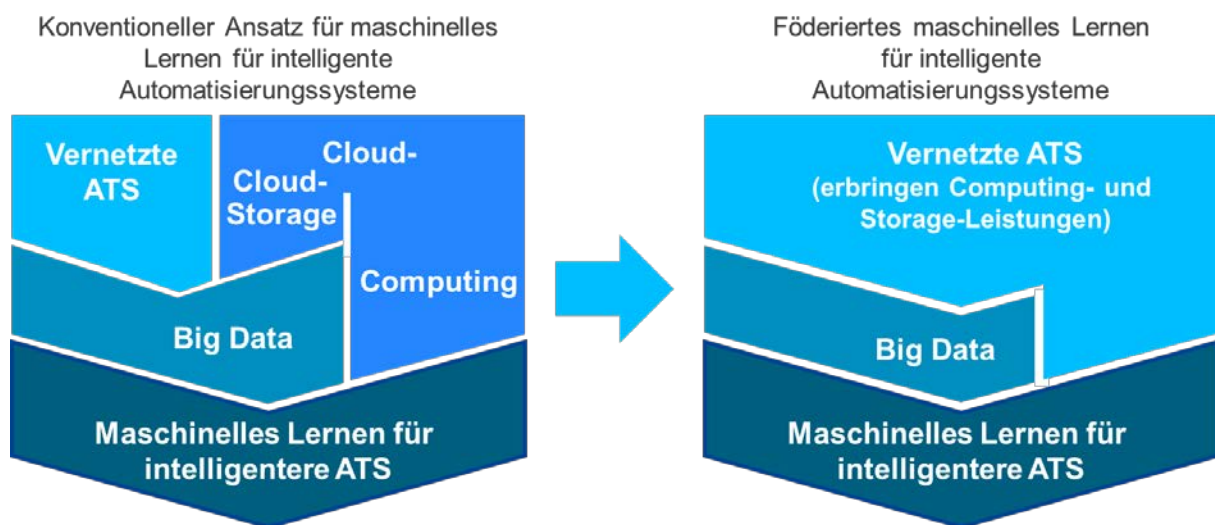 Konventioneller Ansatz für maschinelles
Lernen für intelligente
Automatisierungssysteme
Vernetzte
ATS
Cloud-
Cloud-
Storage
Computing
Big Data
Maschinelles Lernen für
intelligentere ATS
Föderiertes maschinelles Lernen
für intelligente
Automatisierungssysteme
Vernetzte ATS
(erbringen Computing- und
Storage-Leistungen)
Big Data
Maschinelles Lernen für
intelligentere ATS